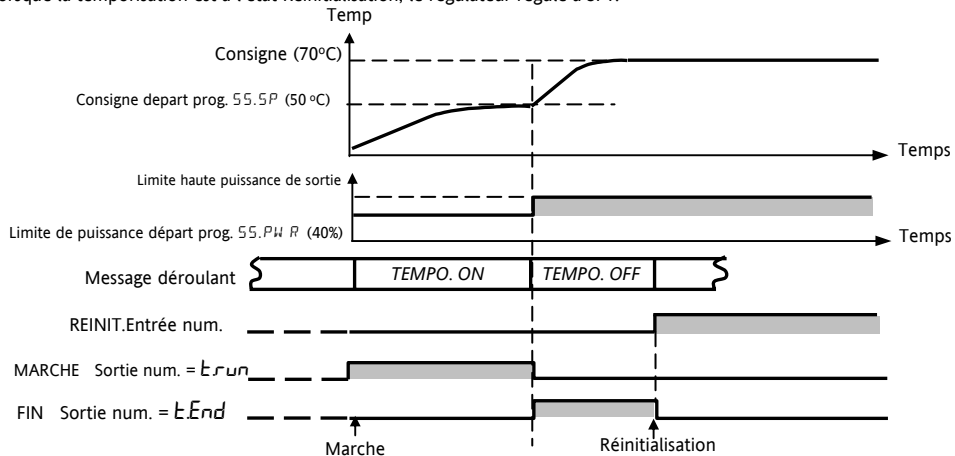 lorsque la temporisation est à l'état Réinitialisation, le régulateur régule à SP1.
Temp
Consigne (70°C)
Consigne depart prog. SS.SP (50 °C)
Temps
Limite haute puissance de sortie
Limite de puissance départ prog. SS.PW R (40%)
Temps
Message déroulant TEMPO. ON TEMPO. OFF
REINIT.Entrée num.
MARCHE Sortie num. = t.run
FIN Sortie num. = t.End
Marche
Réinitialisation